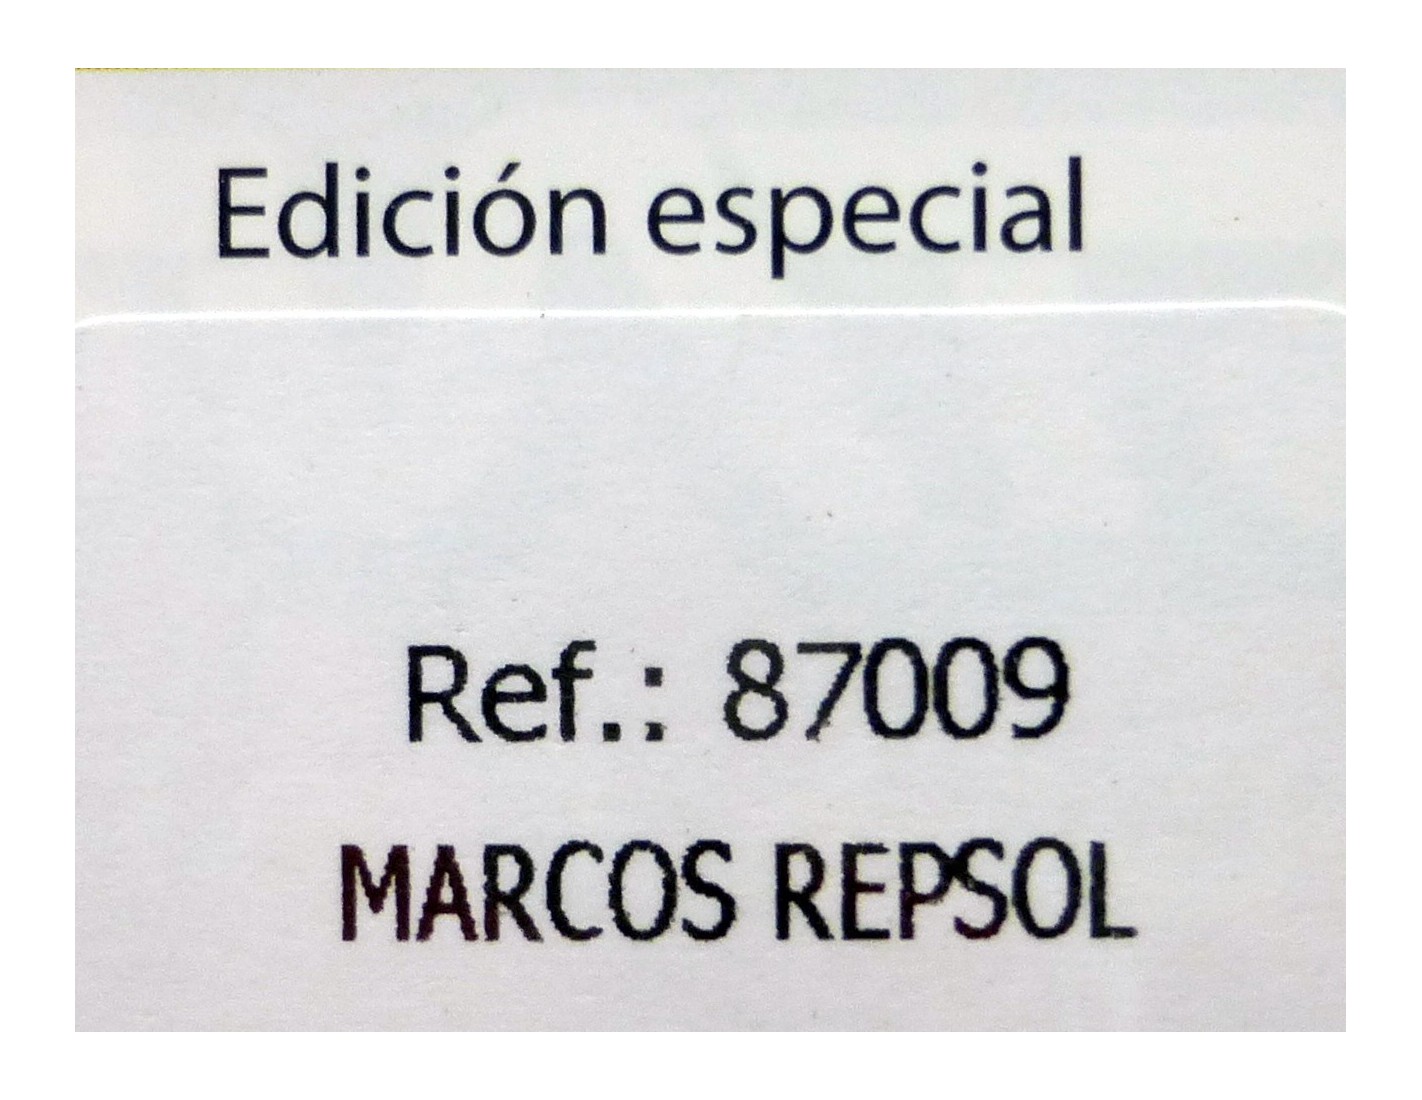 Edición especial
Ref.: 87009
MARCOS REPSOL